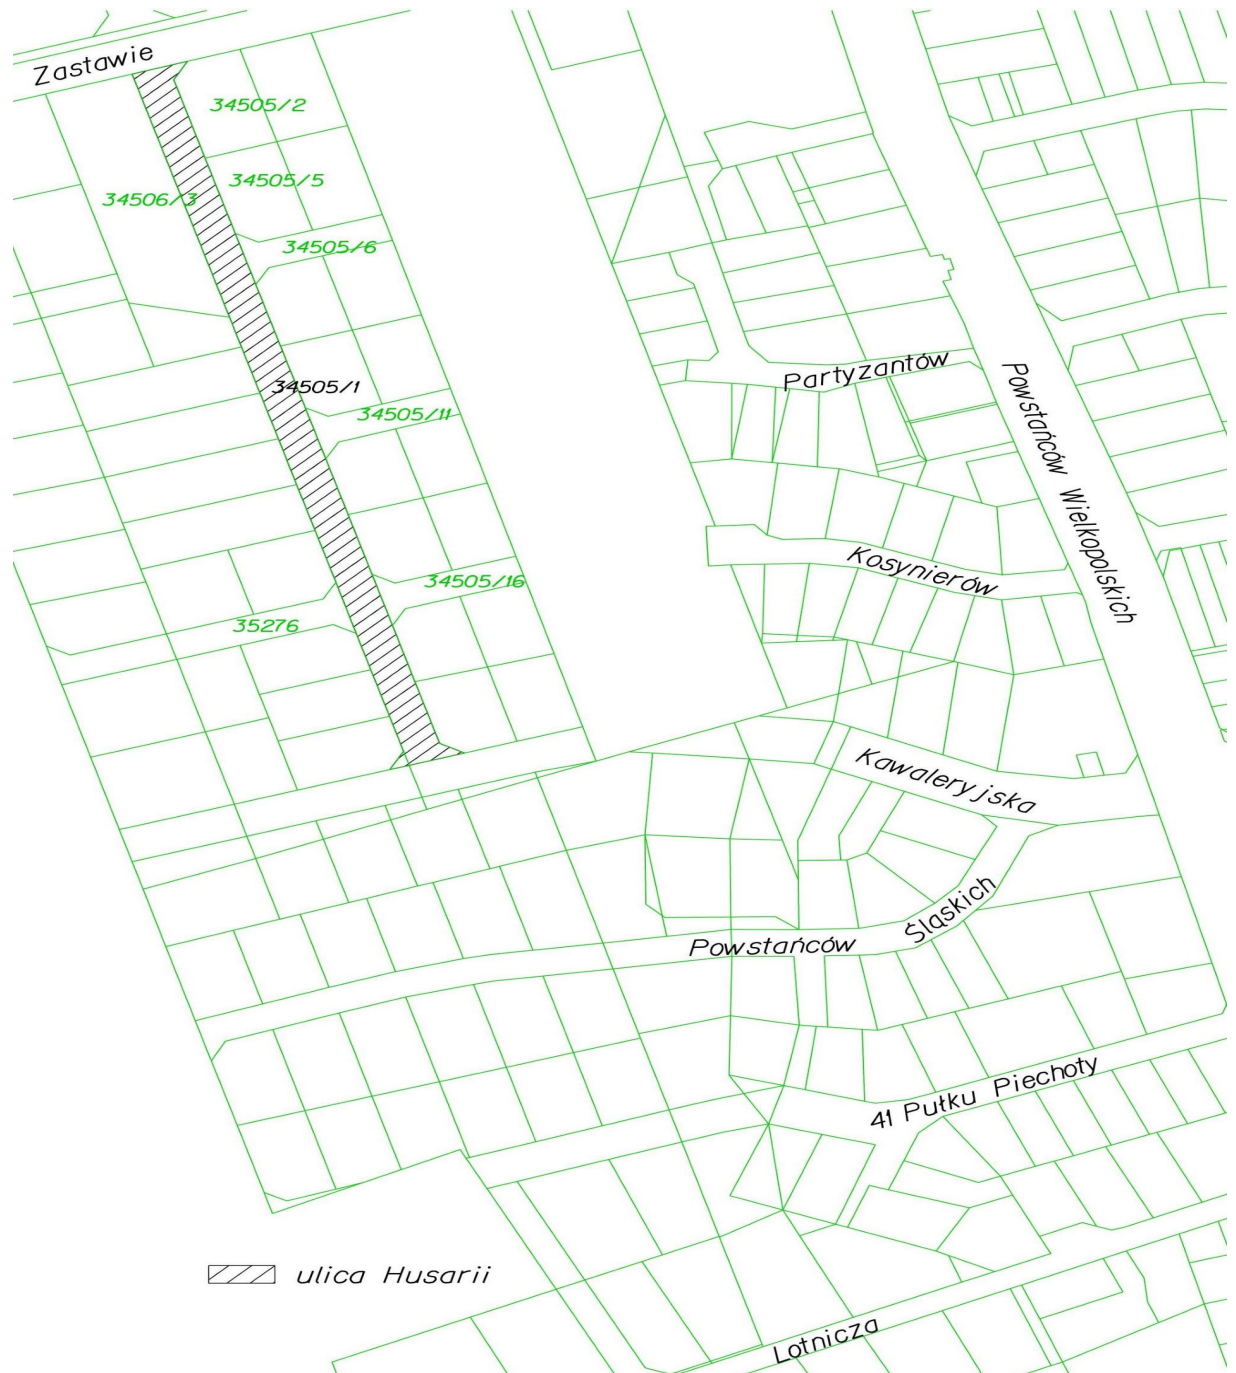 Zastawie
34505/2
34505/5
34506/3
34505/6
34505/1
34505/11
34505/16
35276
Partyzantów
Powstańców Wielkopolskich
Kosynierów
Kawaleryjska
Powstańców Śląskich
41 Pułku Piechoty
ulica Husarii
Lotnicza